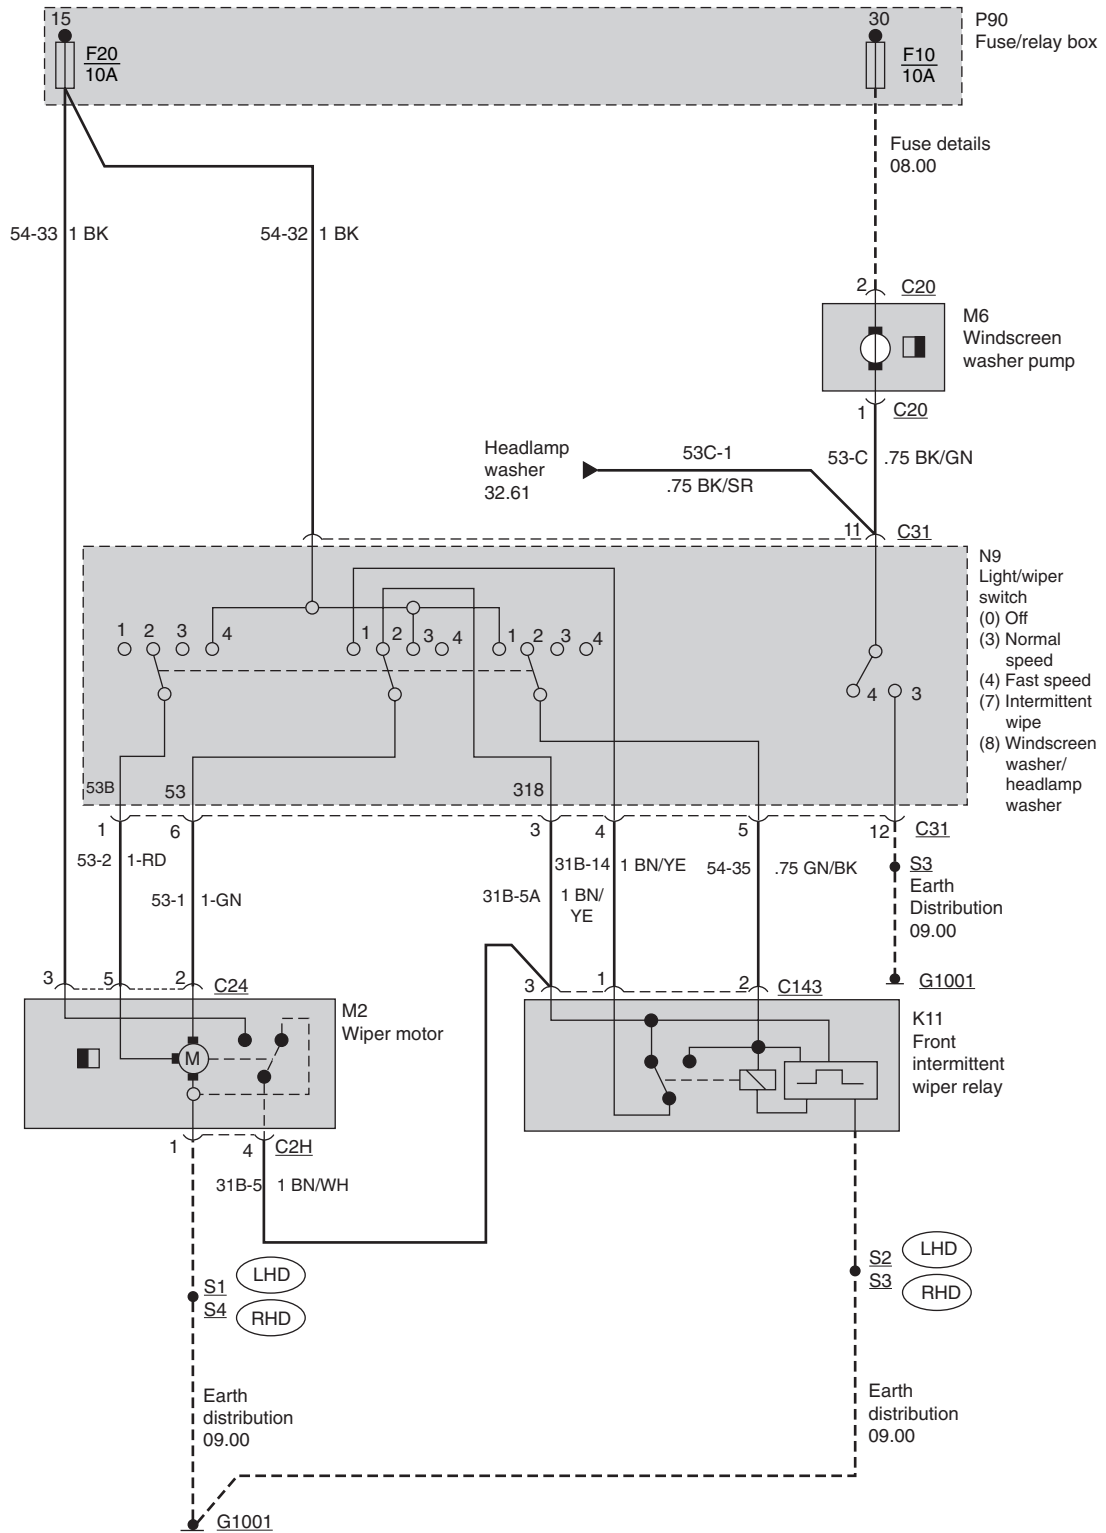 15
30
P90
Fuse/relay box
F20
10A
F10
10A
Fuse details
08.00
54-33 1 BK
54-32 1 BK
2 C20
M6
Windscreen
washer pump
1 C20
Headlamp
washer
32.61
53C-1
.75 BK/SR
53-C .75 BK/GN
11 C31
N9
Light/wiper
switch
(0) Off
(3) Normal
speed
(4) Fast speed
(7) Intermittent
wipe
(8) Windscreen
washer/
headlamp
washer
1 2 3 4
1 2 3 4
1 2 3 4
4 3
53B 53 318
1 6 3 4 5 12 C31
53-2 1-RD
53-1 1-GN
31B-14 1 BN/YE
31B-5A 1 BN/
YE
54-35 .75 GN/BK
S3
Earth
Distribution
09.00
G1001
3 5 2 C24
3 1 2 C143
M2
Wiper motor
M
K11
Front
intermittent
wiper relay
1 4 C2H
31B-5 1 BN/WH
S1 LHD
S4 RHD
S2 LHD
S3 RHD
Earth
distribution
09.00
Earth
distribution
09.00
G1001